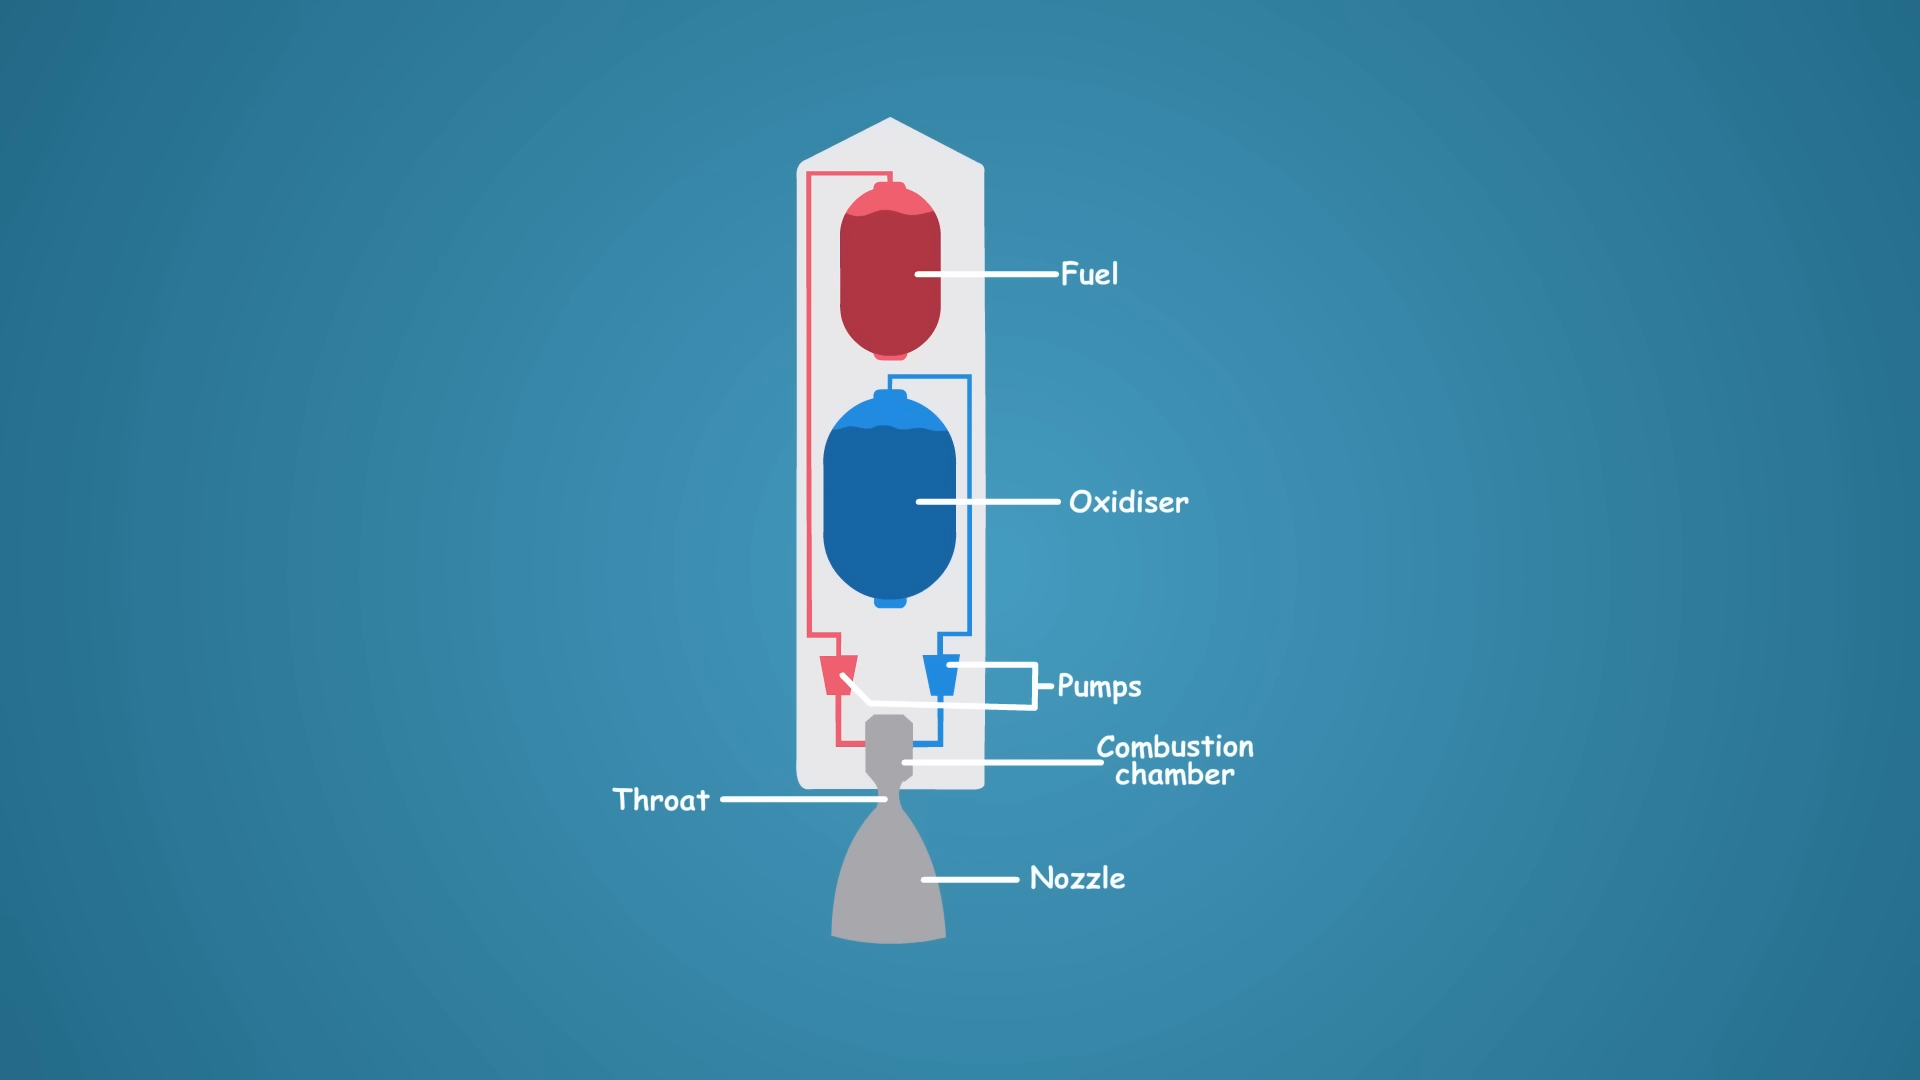 Fuel
Oxidiser
Pumps
Combustion
chamber
Throat
Nozzle